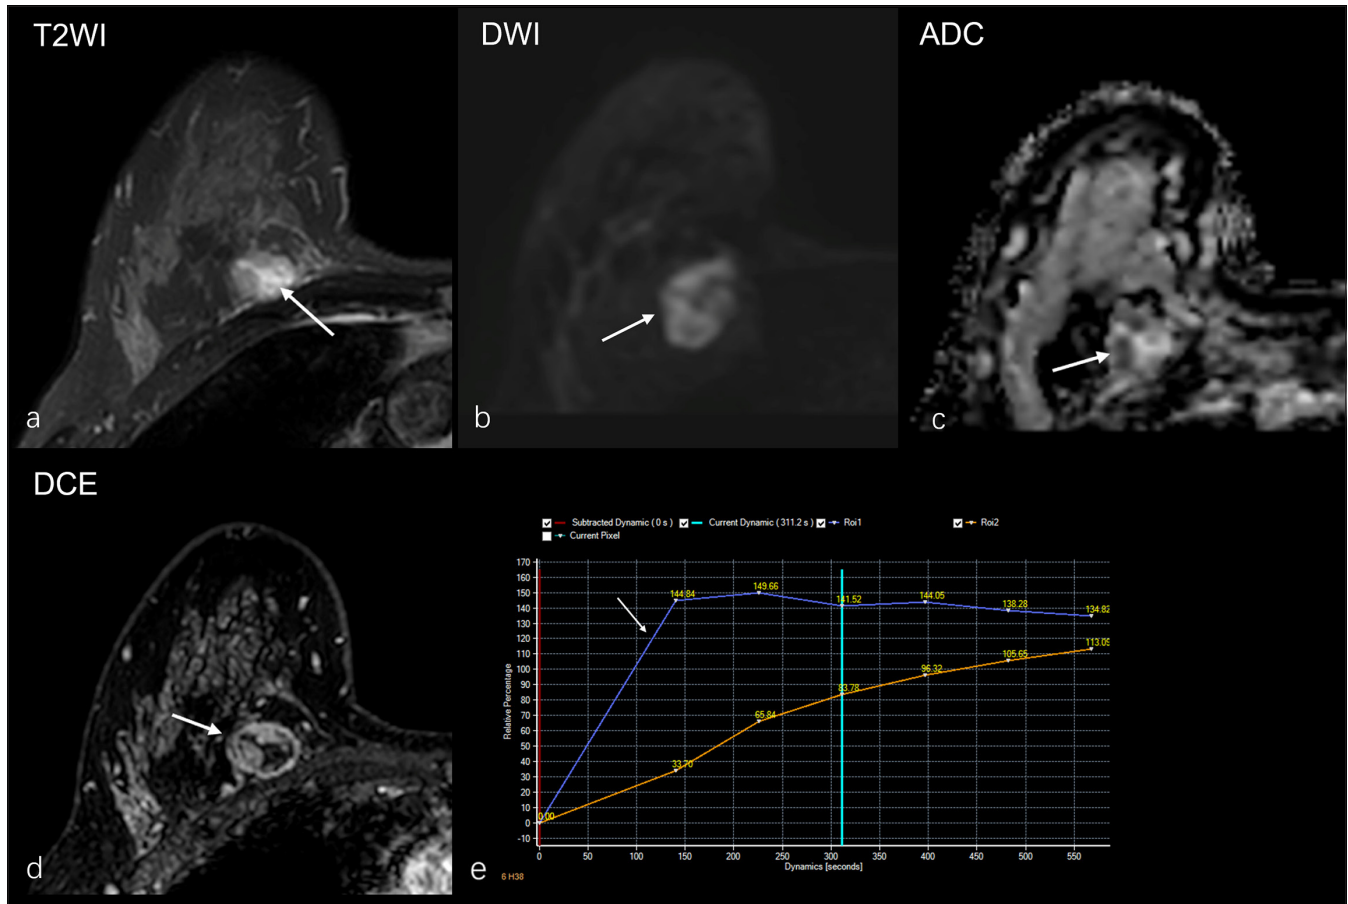 T2WI
DWI
ADC
a
b
c
DCE
Subtracted Dynamic ( 0 s )
Current Dynamic ( 311.2 s )
Roi1
Roi2
Current Pixel
170
160
150
140
130
120
110
100
90
80
70
60
50
40
30
20
10
0
-10
Relative Percentage
0.00
144.84
149.66
141.52
144.05
138.28
134.82
33.70
65.84
83.78
96.32
105.65
113.05
0
50
100
150
200
250
300
350
400
450
500
550
Dynamics [seconds]
d
e
6 H38